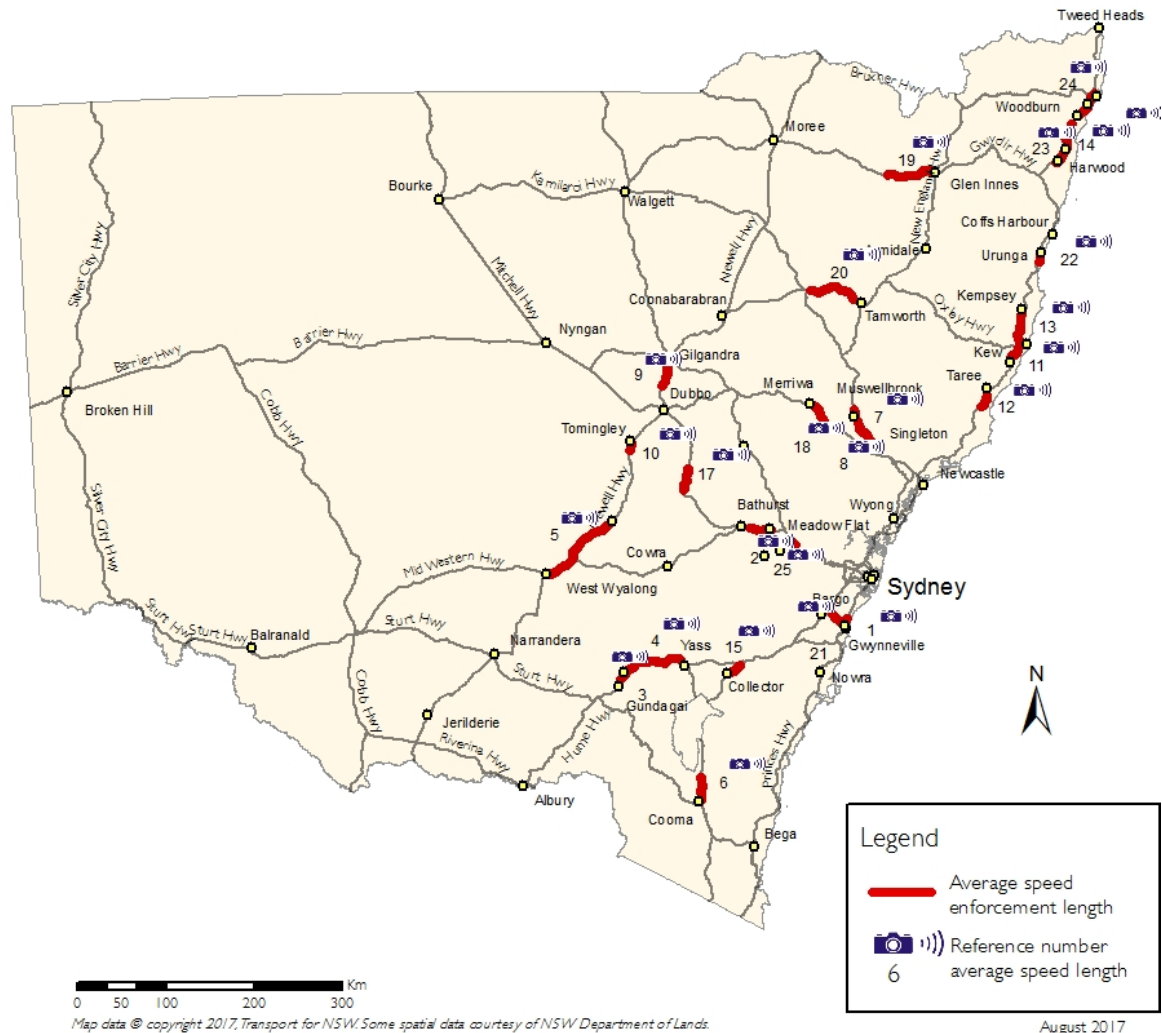 Tweed Heads
Bruxner Hwy
24
Woodburn
Moree
19
Gwydir Hwy
23
14
Harwood
Glen Innes
Bourke
Kamilaroi Hwy
Walgett
New England Hw
Coffs Harbour
Silver City Hwy
Mitchell Hwy
Newell Hwy
midale
Urunga
22
20
Coonabarabran
Tamworth
Oxley Hwy
Kempsey
13
Nyngan
Barrier Hwy
Barrier Hwy
Gilgandra
9
Kew
11
Taree
Dubbo
Merriwa
Muswellbrook
7
12
Broken Hill
Cobb Hwy
Tomingley
10
18
8
Singleton
17
Newcastle
Silver City Hwy
Newell Hwy
5
Bathurst
Meadow Flat
Wyong
Mid Western Hwy
Cowra
2
25
West Wyalong
Sydney
Bargo
Sturt Hwy
Sturt Hwy
Balranald
Sturt Hwy
Narrandera
4
Yass
15
1
Gwynneville
21
Sturt Hwy
3
Gundagai
Collector
Nowra
N
Cobb Hwy
Jerilderie
Riverina Hwy
Hume Hwy
Princes Hwy
6
Albury
Cooma
Bega
Legend
Average speed
enforcement length
Reference number
6
average speed length
Km
0 50 100 200 300
Map data © copyright 2017, Transport for NSW. Some spatial data courtesy of NSW Department of Lands.
August 2017